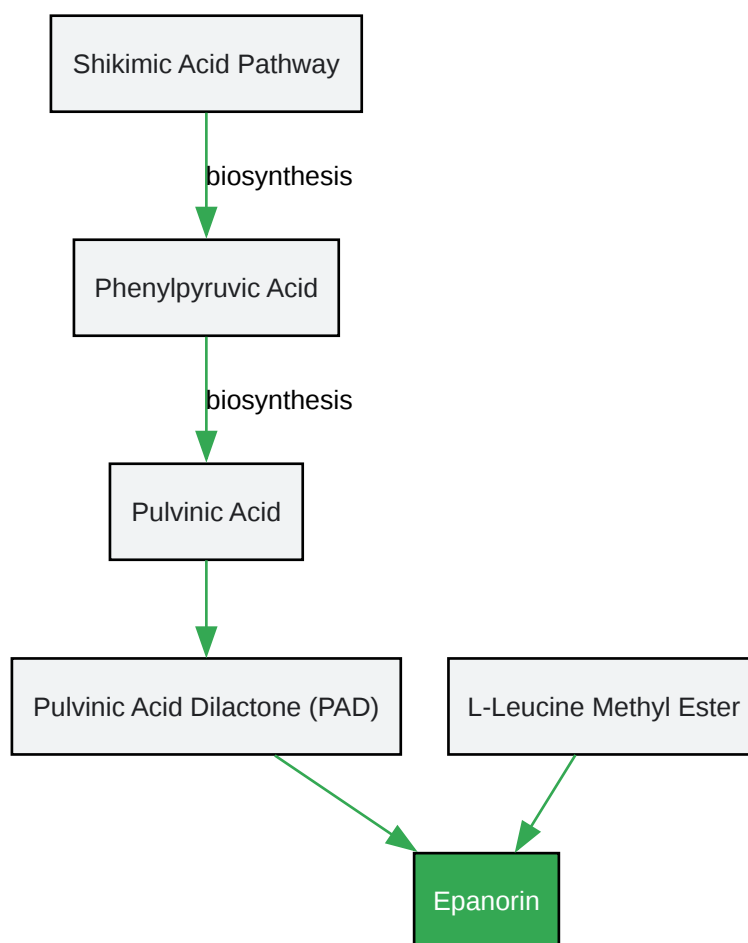 Shikimic Acid Pathway
biosynthesis
Phenylpyruvic Acid
biosynthesis
Pulvinic Acid
Pulvinic Acid Dilactone (PAD)
L-Leucine Methyl Ester
Epanorin